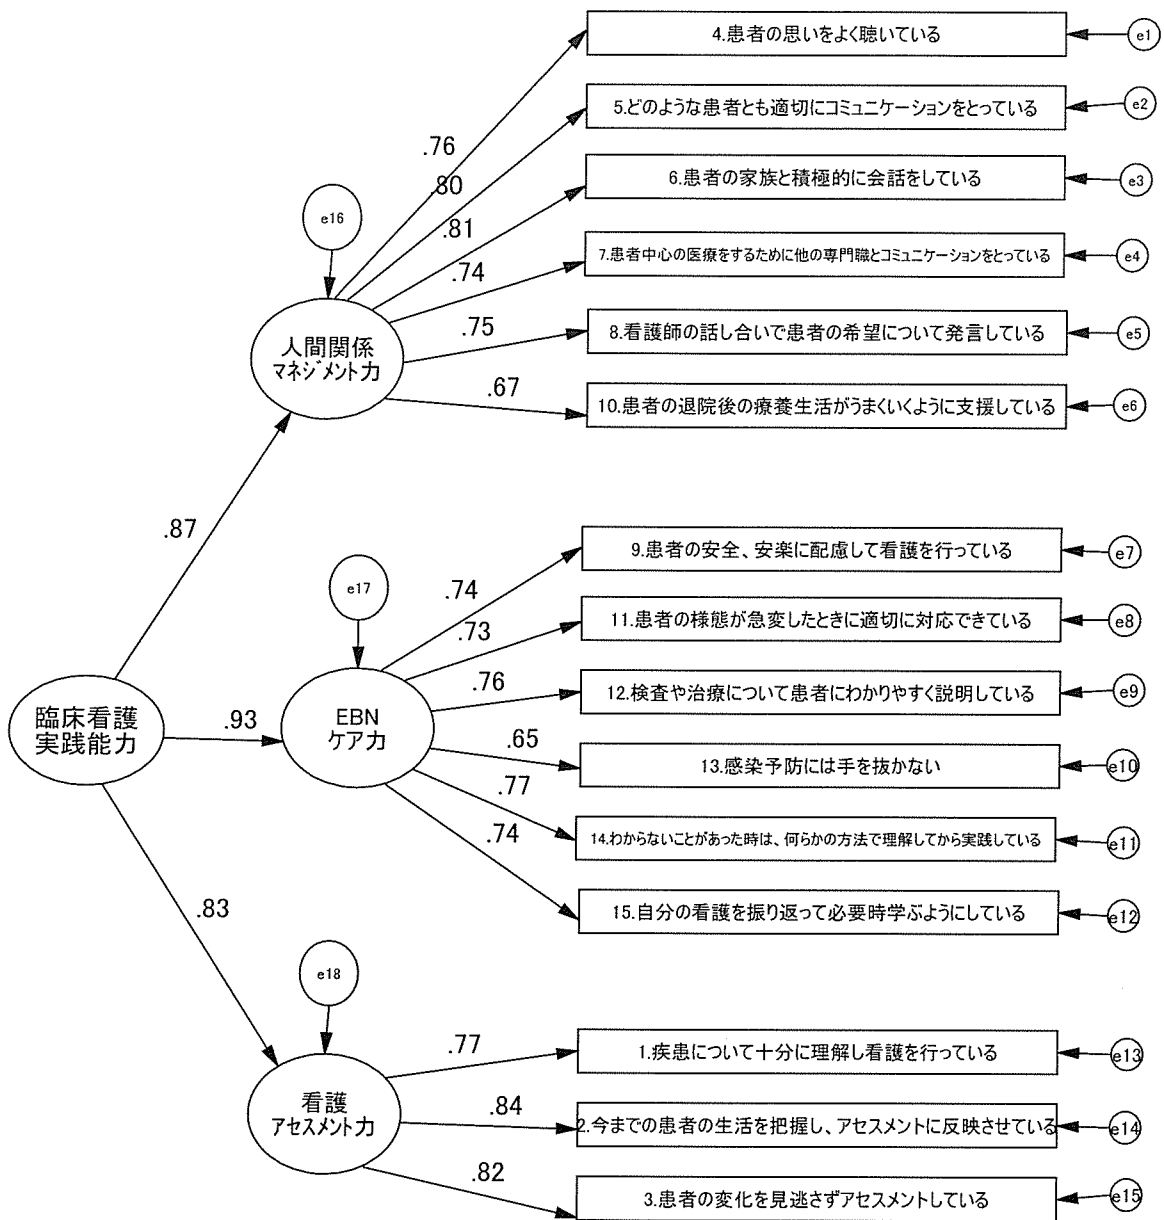 4.患者の思いをよく聴いている
e1
5.どのような患者とも適切にコミュニケーションをとっている
e2
.76
.80
6.患者の家族と積極的に会話をしている
e3
e16
.81
7.患者中心の医療をするために他の専門職とコミュニケーションをとっている
e4
.74
人間関係
マネジメント力
.75
8.看護師の話し合いで患者の希望について発言している
e5
.67
10.患者の退院後の療養生活がうまくいくように支援している
e6
.87
9.患者の安全、安楽に配慮して看護を行っている
e7
e17
.74
11.患者の様態が急変したときに適切に対応できている
e8
.73
.76
12.検査や治療について患者にわかりやすく説明している
e9
臨床看護
実践能力
.93
EBN
ケア力
.65
13.感染予防には手を抜かない
e10
.77
14.わからないことがあった時は、何らかの方法で理解してから実践している
e11
.74
15.自分の看護を振り返って必要時学ぶようにしている
e12
.83
e18
.77
1.疾患について十分に理解し看護を行っている
e13
看護
アセスメント力
.84
2.今までの患者の生活を把握し、アセスメントに反映させている
e14
.82
3.患者の変化を見逃さずアセスメントしている
e15